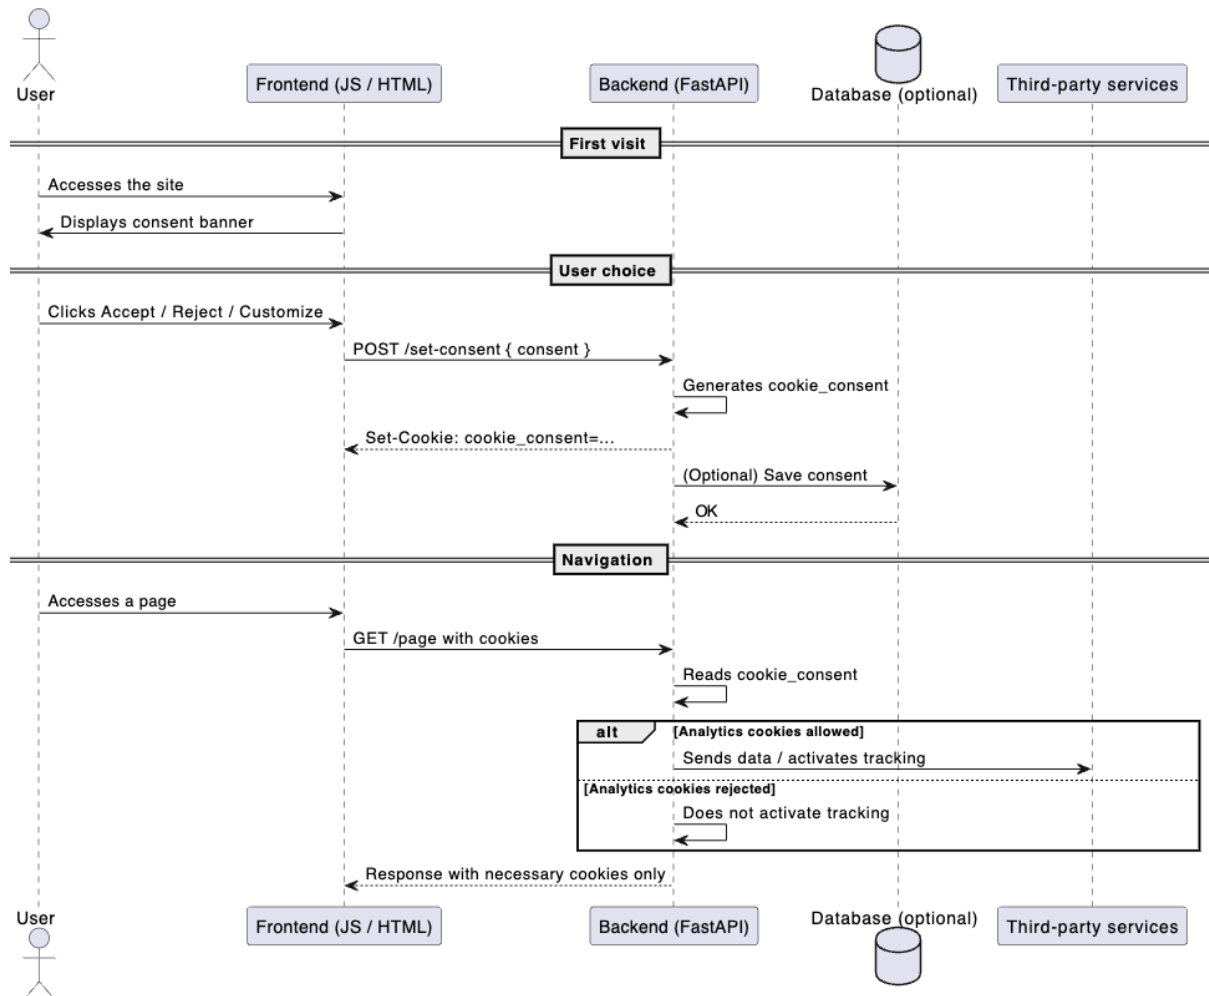 User
Frontend (JS / HTML)
Backend (FastAPI)
Database (optional)
Third-party services
First visit
Accesses the site
Displays consent banner
User choice
Clicks Accept / Reject / Customize
POST /set-consent { consent }
Generates cookie_consent
Set-Cookie: cookie_consent=...
(Optional) Save consent
OK
Navigation
Accesses a page
GET /page with cookies
Reads cookie_consent
alt
[Analytics cookies allowed]
Sends data / activates tracking
[Analytics cookies rejected]
Does not activate tracking
Response with necessary cookies only
User
Frontend (JS / HTML)
Backend (FastAPI)
Database (optional)
Third-party services